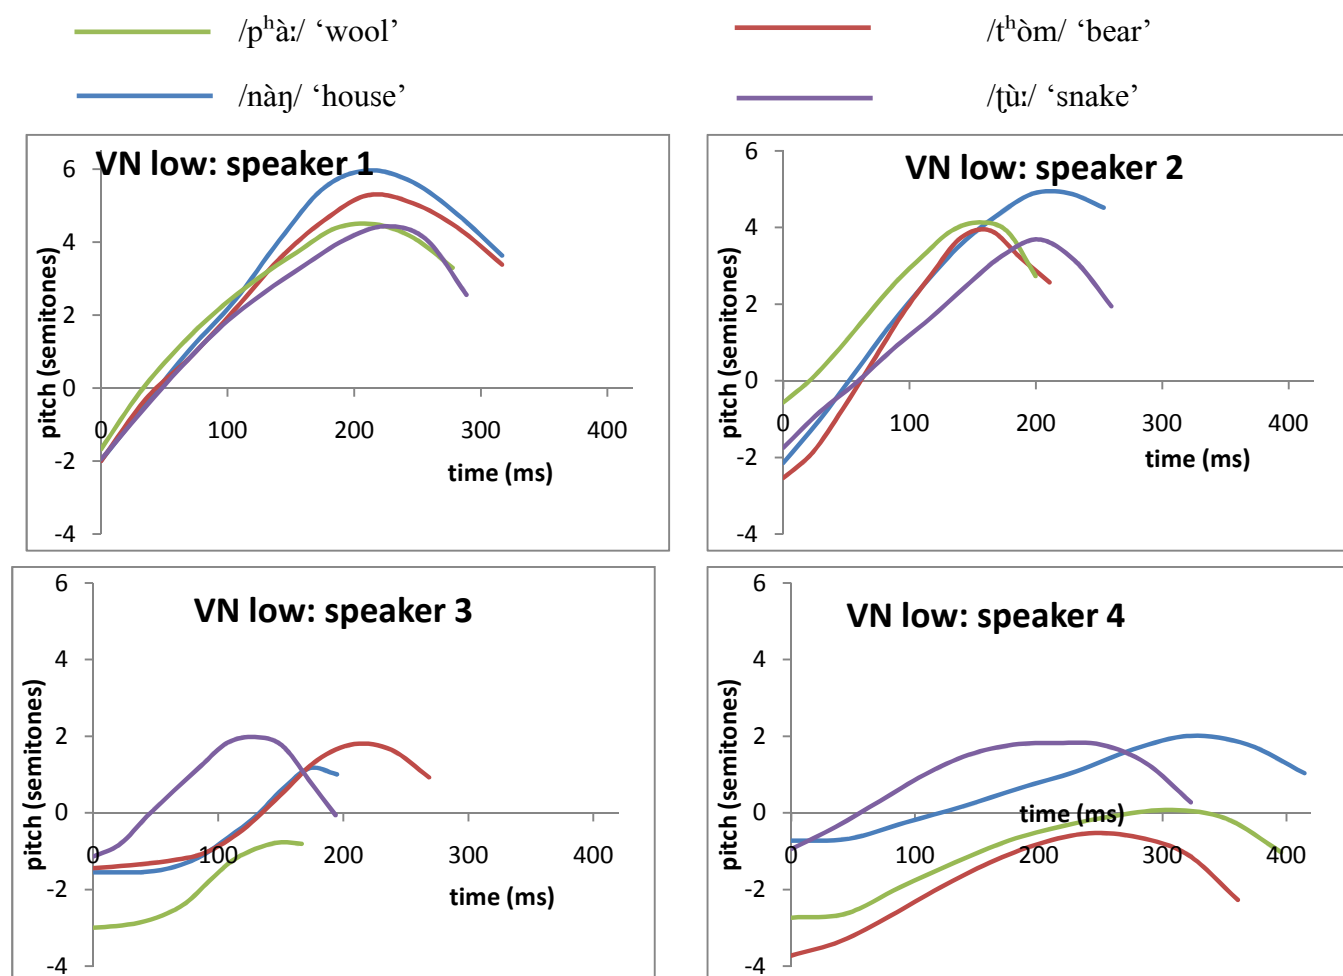 /pʰàː/ ‘wool’
/tʰòm/ ‘bear’
/nàŋ/ ‘house’
/ʈùː/ ‘snake’
VN low: speaker 1
6
4
2
0
-2
-4
0 100 200 300 400
pitch (semitones)
time (ms)
VN low: speaker 2
6
4
2
0
-2
-4
0 100 200 300 400
pitch (semitones)
time (ms)
VN low: speaker 3
6
4
2
0
-2
-4
0 100 200 300 400
pitch (semitones)
time (ms)
VN low: speaker 4
6
4
2
0
-2
-4
0 100 200 300 400
pitch (semitones)
time (ms)